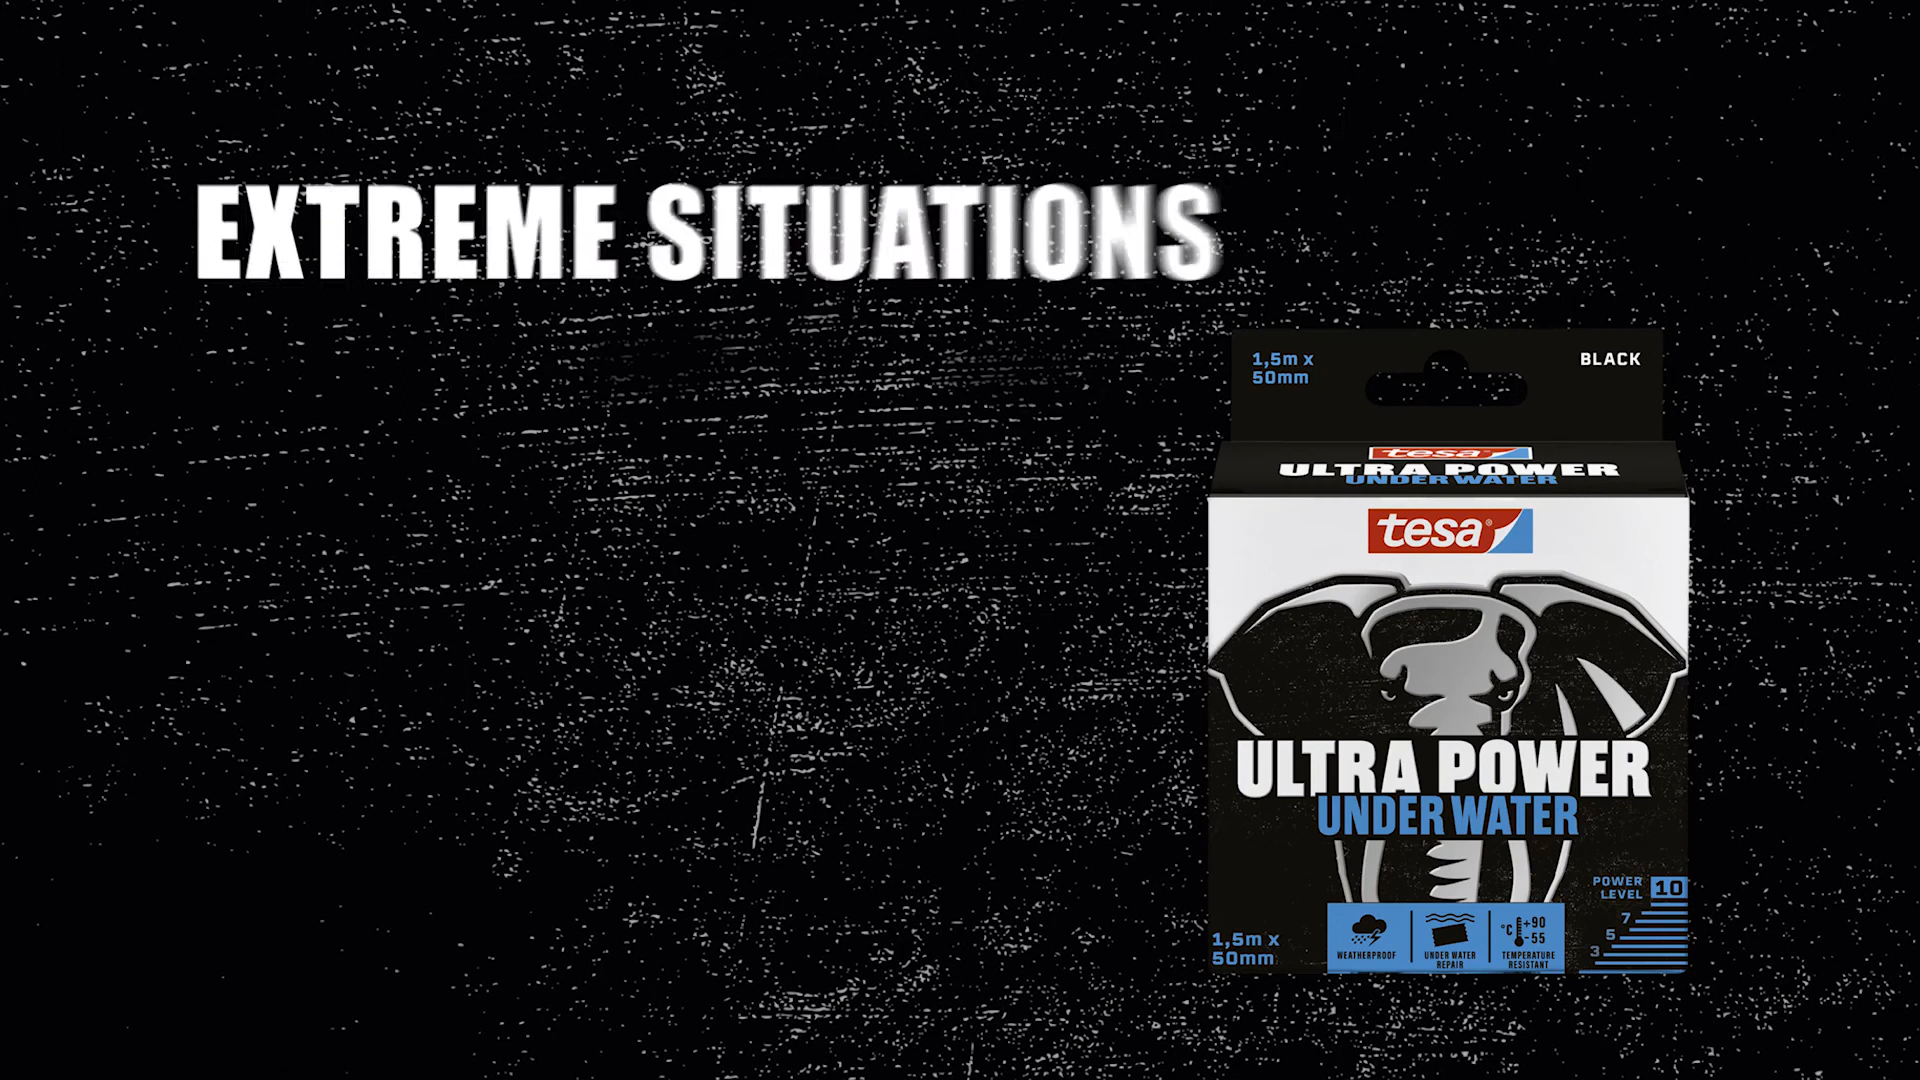 EXTREME SITUATIONS
1,5m x
50mm
BLACK
tesa
ULTRA POWER
UNDER WATER
tesa®
ULTRA POWER
UNDER WATER
POWER
LEVEL 10
7
5
3
1,5m x
50mm
WEATHERPROOF
UNDER WATER
REPAIR
°C +90
-55
TEMPERATURE
RESISTANT